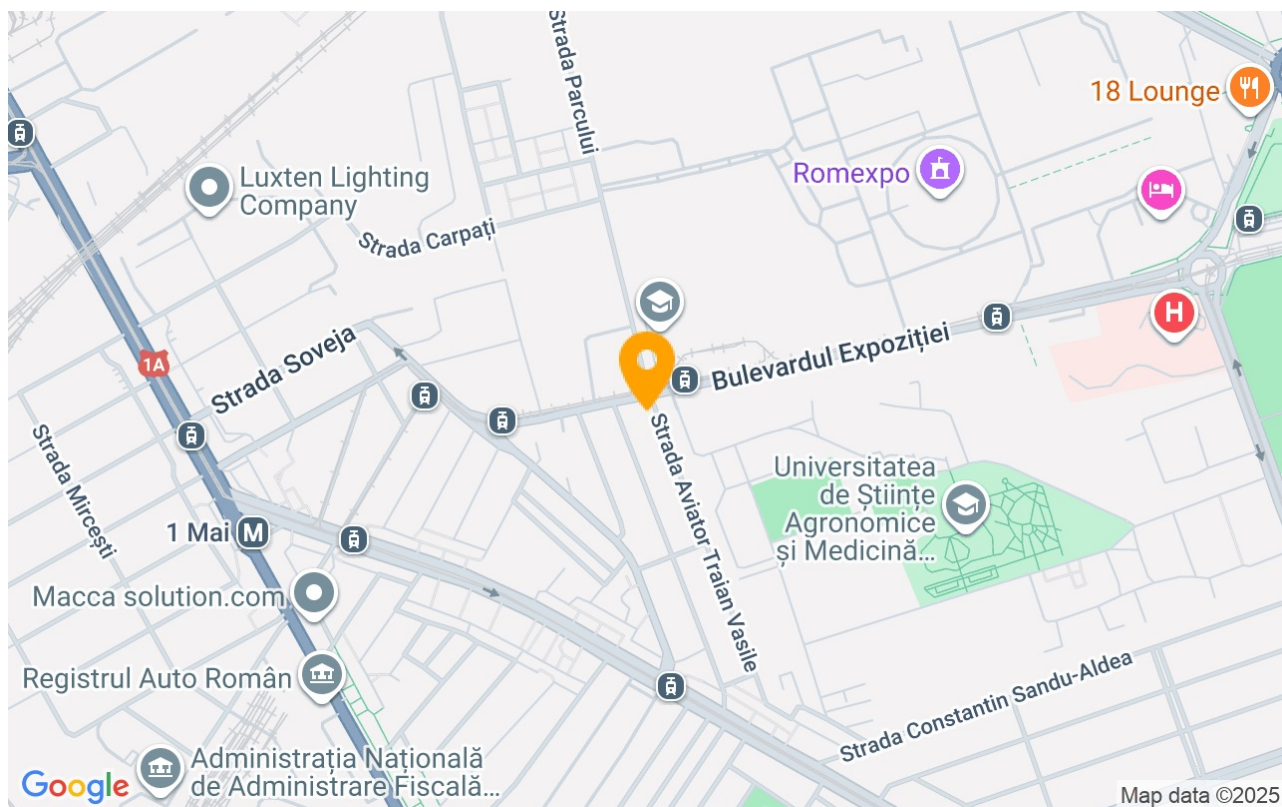 Strada Parcului
18 Lounge
Romexpo
Luxten Lighting
Company
Strada Carpați
H
Bulevardul Expoziției
1A
Strada Soveja
Strada Mircești
Strada Aviator Traian Vasile
Universitatea
de Științe
Agronomice
și Medicină...
1 Mai M
Macca solution.com
Registrul Auto Român
Strada Constantin Sandu-Aldea
Administrația Națională
de Administrare Fiscală...
Google
Map data ©2025